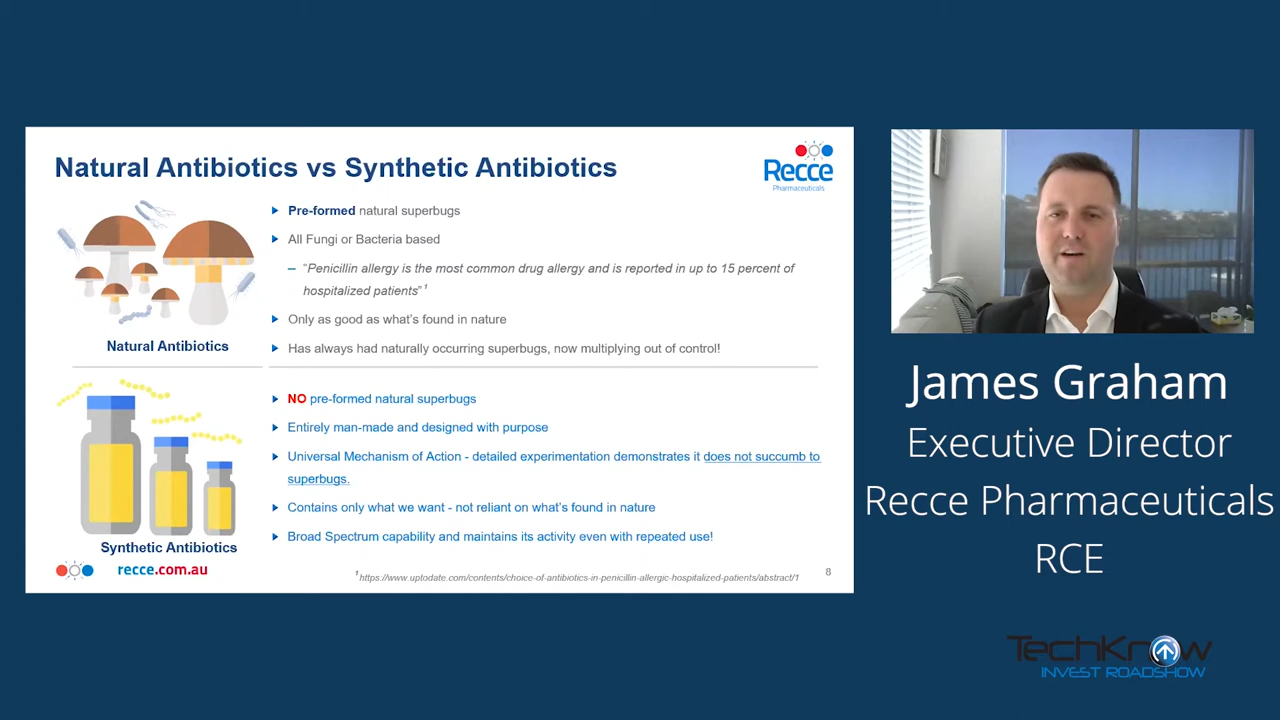 Natural Antibiotics vs Synthetic Antibiotics
Recce
Pharmaceuticals
Pre-formed natural superbugs
All Fungi or Bacteria based
– “Penicillin allergy is the most common drug allergy and is reported in up to 15 percent of
hospitalized patients” 1
Only as good as what's found in nature
Has always had naturally occurring superbugs, now multiplying out of control!
Natural Antibiotics
NO pre-formed natural superbugs
Entirely man-made and designed with purpose
Universal Mechanism of Action - detailed experimentation demonstrates it does not succumb to
superbugs.
Contains only what we want - not reliant on what's found in nature
Broad Spectrum capability and maintains its activity even with repeated use!
Synthetic Antibiotics
recce.com.au
1https://www.uptodate.com/contents/choice-of-antibiotics-in-penicillin-allergic-hospitalized-patients/abstract/1
8
James Graham
Executive Director
Recce Pharmaceuticals
RCE
TechKnow
INVEST ROADSHOW